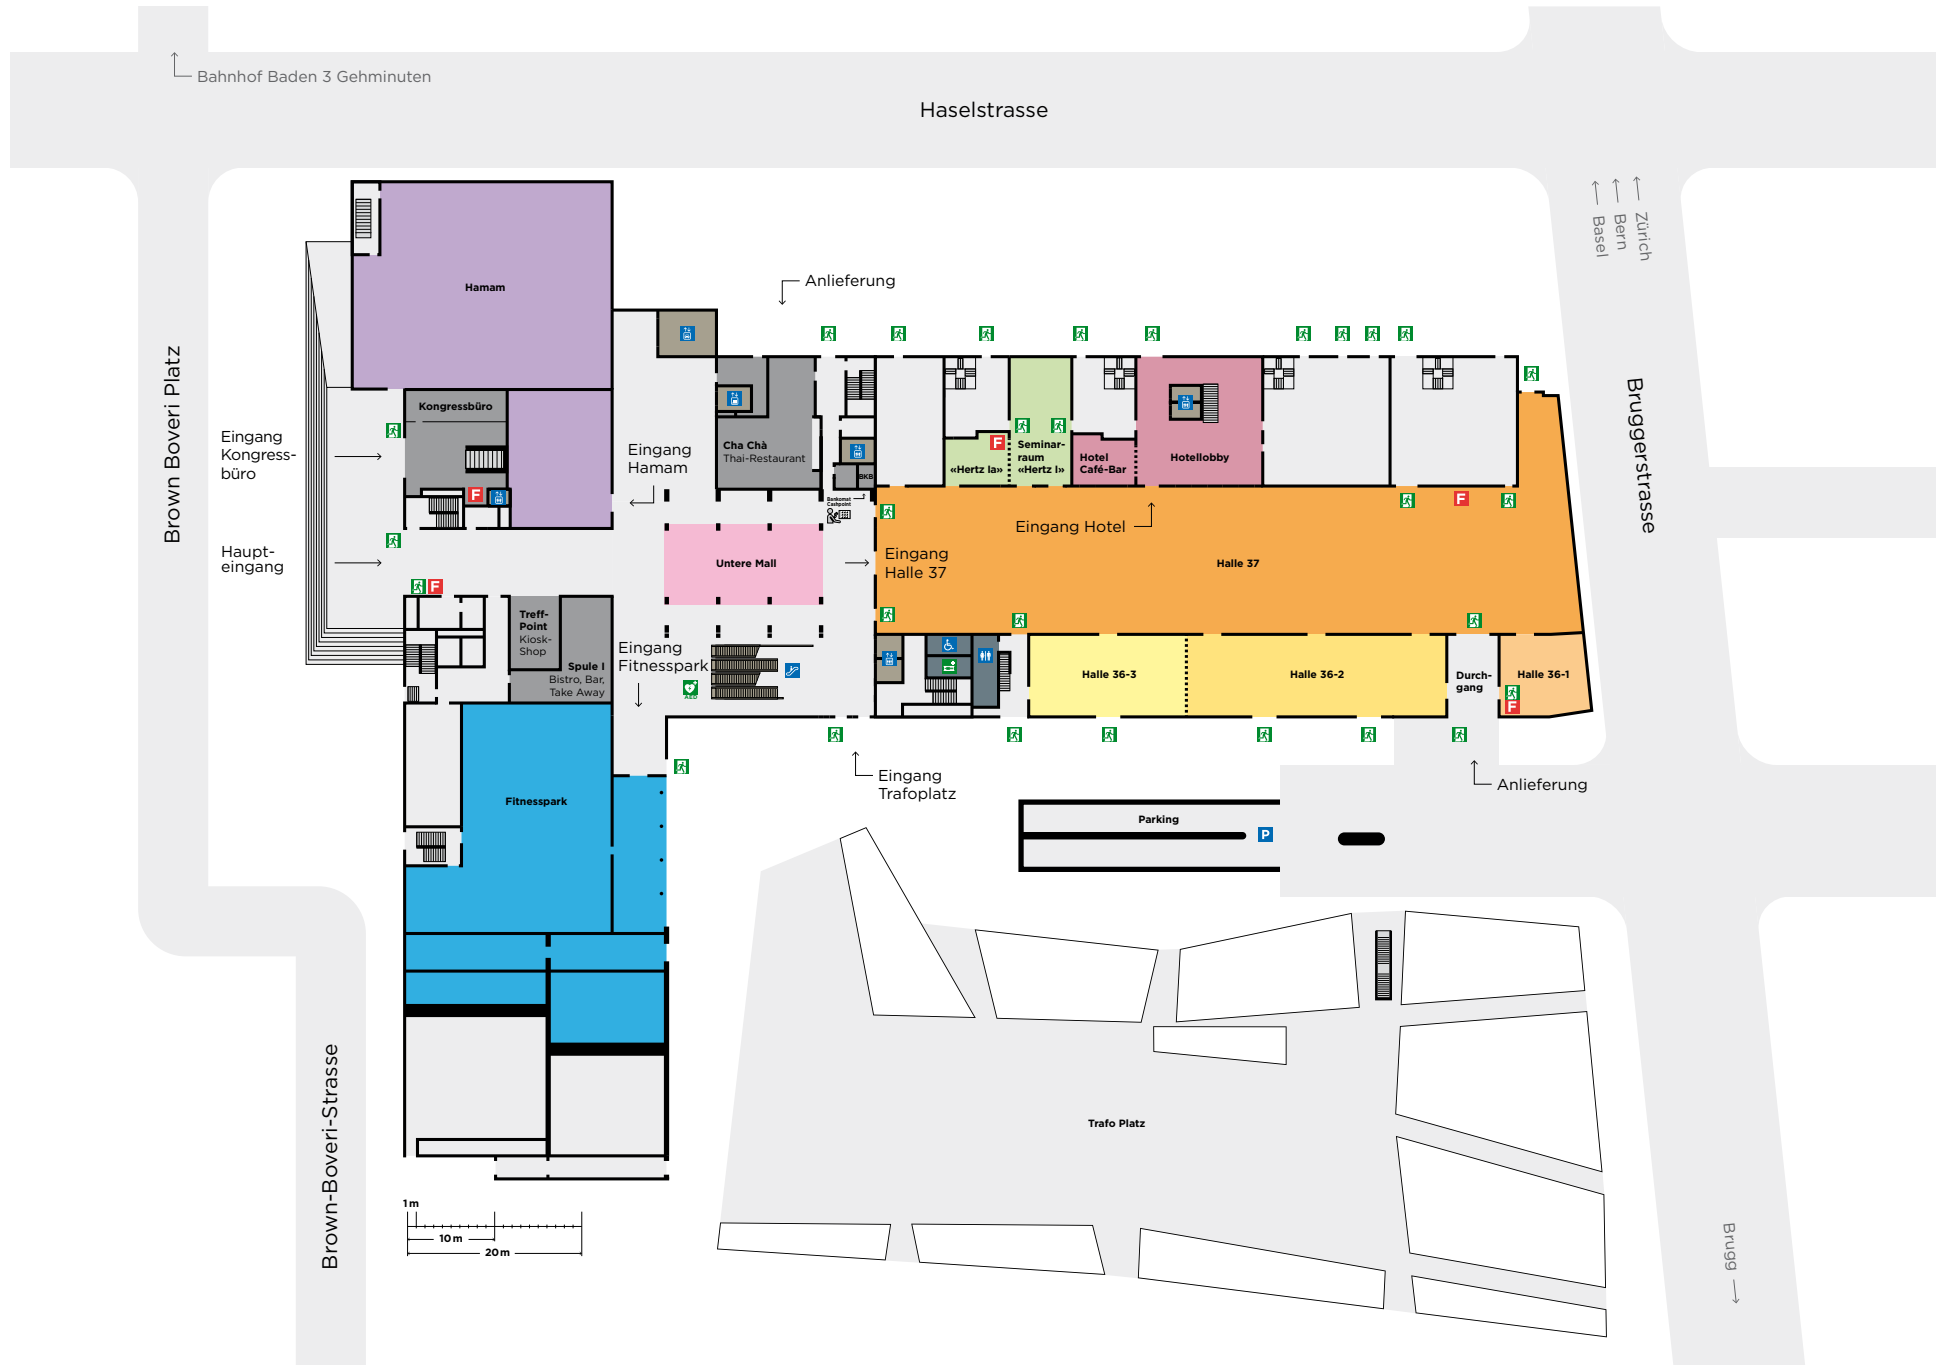 Bahnhof Baden 3 Gehminuten
Haselstrasse
Zürich
Bern
Basel
Brown Boveri Platz
Hamam
Anlieferung
Bruggerstrasse
Kongressbüro
Eingang
Kongress-
büro
Eingang
Hamam
Cha Chà
Thai-Restaurant
BKB
Bankomat
Cashpoint
F
F
«Hertz Ia»
Seminar-
raum
«Hertz I»
Hotel
Café-Bar
Hotellobby
F
Eingang Hotel
Haupt-
eingang
Untere Mall
Eingang
Halle 37
Halle 37
F
Treff-
Point
Kiosk-
Shop
Spule I
Bistro, Bar,
Take Away
Eingang
Fitnesspark
AED
Halle 36-3
Halle 36-2
Durch-
gang
Halle 36-1
F
Eingang
Trafoplatz
Anlieferung
Fitnesspark
Parking
P
Trafo Platz
Brown-Boveri-Strasse
1 m
10 m
20 m
Brugg